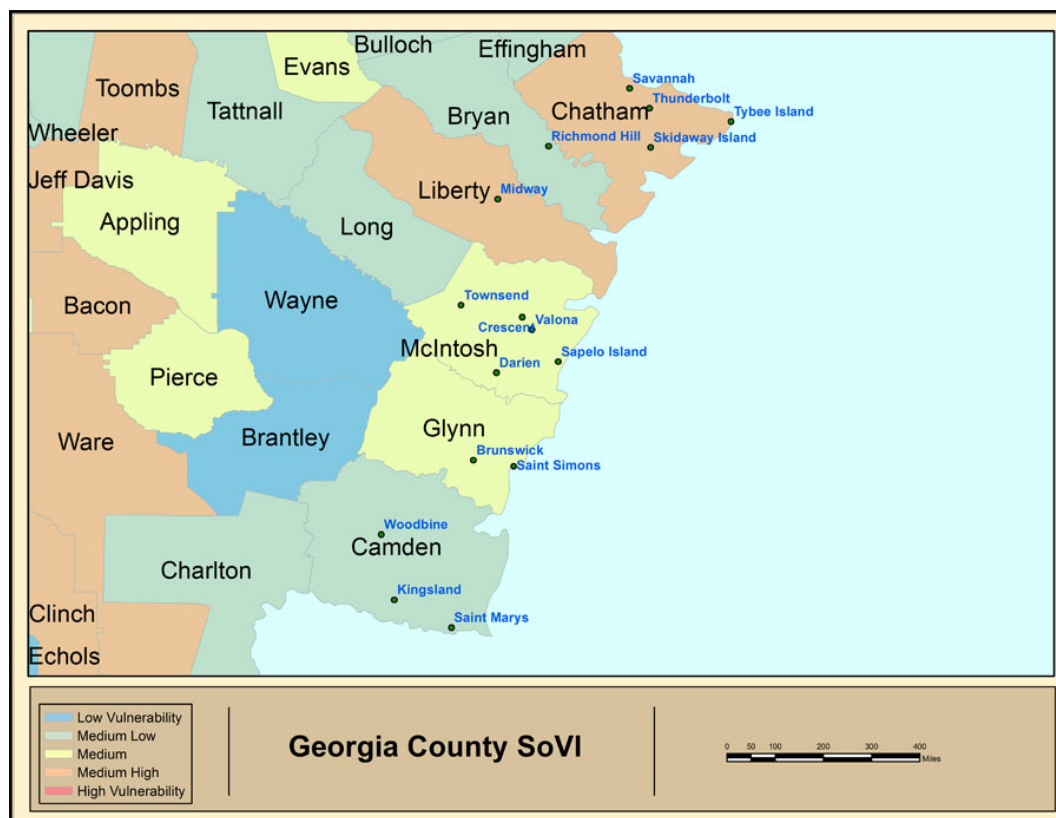 Bulloch
Effingham
Evans
Toombs
Savannah
Tattnall
Chatham
Thunderbolt
Bryan
Tybee Island
Wheeler
Richmond Hill
Skidaway Island
Jeff Davis
Liberty
Midway
Appling
Long
Wayne
Bacon
Townsend
Valona
Crescent
McIntosh
Sapelo Island
Darien
Pierce
Glynn
Ware
Brantley
Brunswick
Saint Simons
Woodbine
Camden
Charlton
Kingsland
Clinch
Saint Marys
Echols
Low Vulnerability
Medium Low
Medium
Medium High
High Vulnerability
Georgia County SoVI
0 50 100 200 300 400
Miles